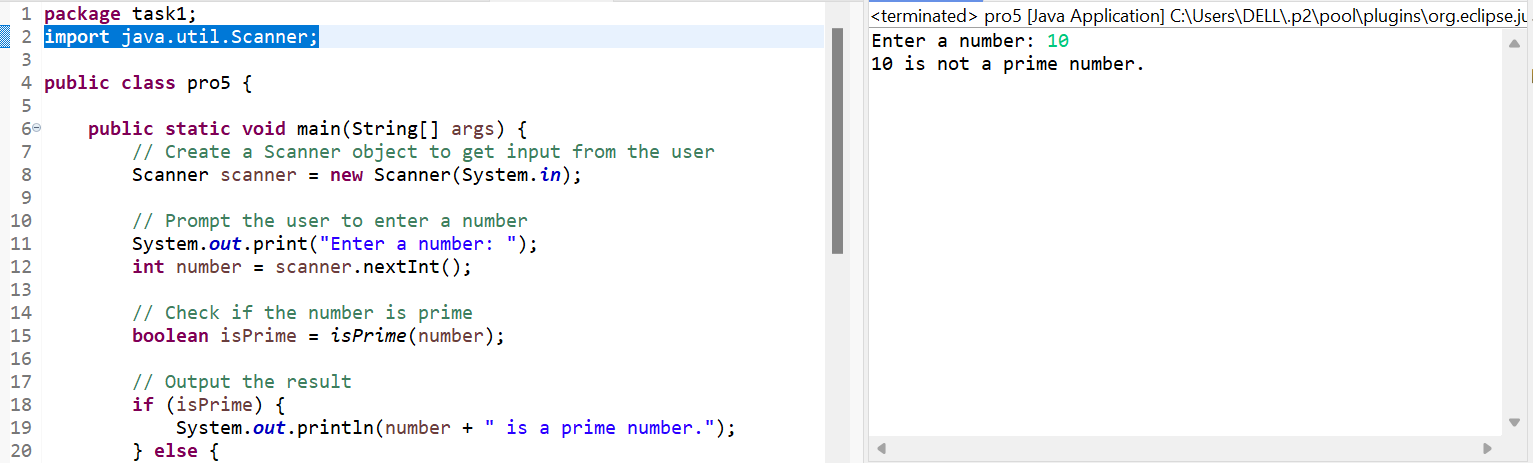 1 package task1;
2 import java.util.Scanner;
3
4 public class pro5 {
5
6 public static void main(String[] args) {
7 // Create a Scanner object to get input from the user
8 Scanner scanner = new Scanner(System.in);
9
10 // Prompt the user to enter a number
11 System.out.print("Enter a number: ");
12 int number = scanner.nextInt();
13
14 // Check if the number is prime
15 boolean isPrime = isPrime(number);
16
17 // Output the result
18 if (isPrime) {
19 System.out.println(number + " is a prime number.");
20 } else {
<terminated> pro5 [Java Application] C:\Users\DELL\.p2\pool\plugins\org.eclipse.ju
Enter a number: 10
10 is not a prime number.